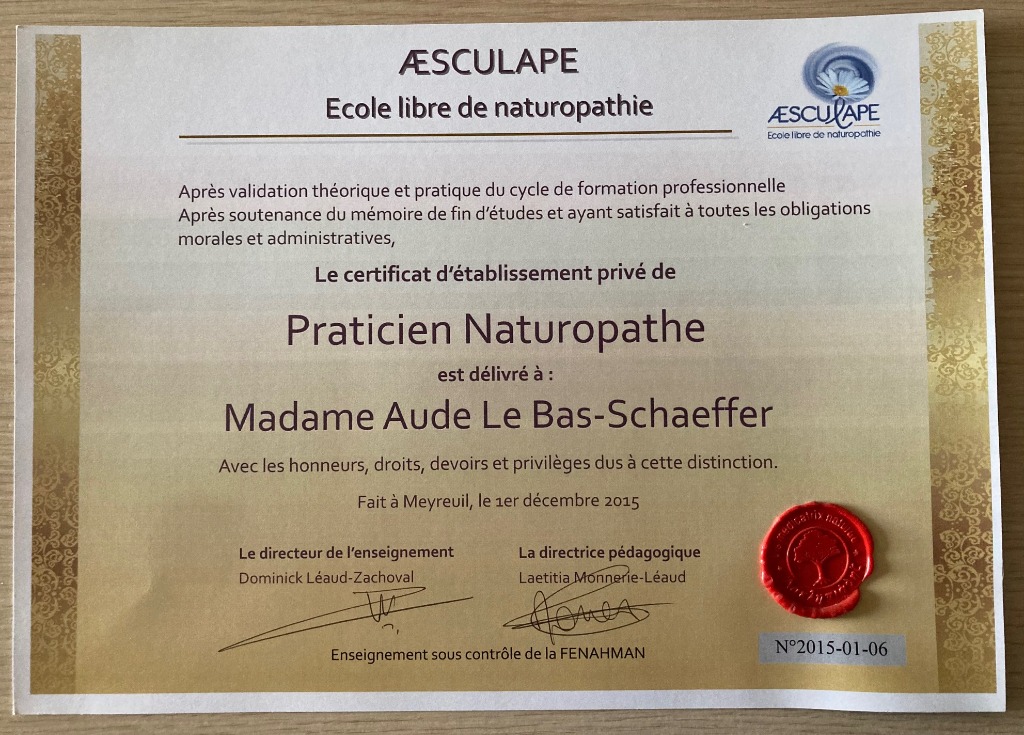 ÆSCULAPE
Ecole libre de naturopathie
ÆSCULAPE
Ecole libre de naturopathie
Après validation théorique et pratique du cycle de formation professionnelle
Après soutenance du mémoire de fin d'études et ayant satisfait à toutes les obligations
morales et administratives,
Le certificat d'établissement privé de
Praticien Naturopathe
est délivré à :
Madame Aude Le Bas-Schaeffer
Avec les honneurs, droits, devoirs et privilèges dus à cette distinction.
Fait à Meyreuil, le 1er décembre 2015
Le directeur de l'enseignement
Dominick Léaud-Zachoval
La directrice pédagogique
Laetitia Monnerie-Léaud
Enseignement sous contrôle de la FENAHMAN
N°2015-01-06